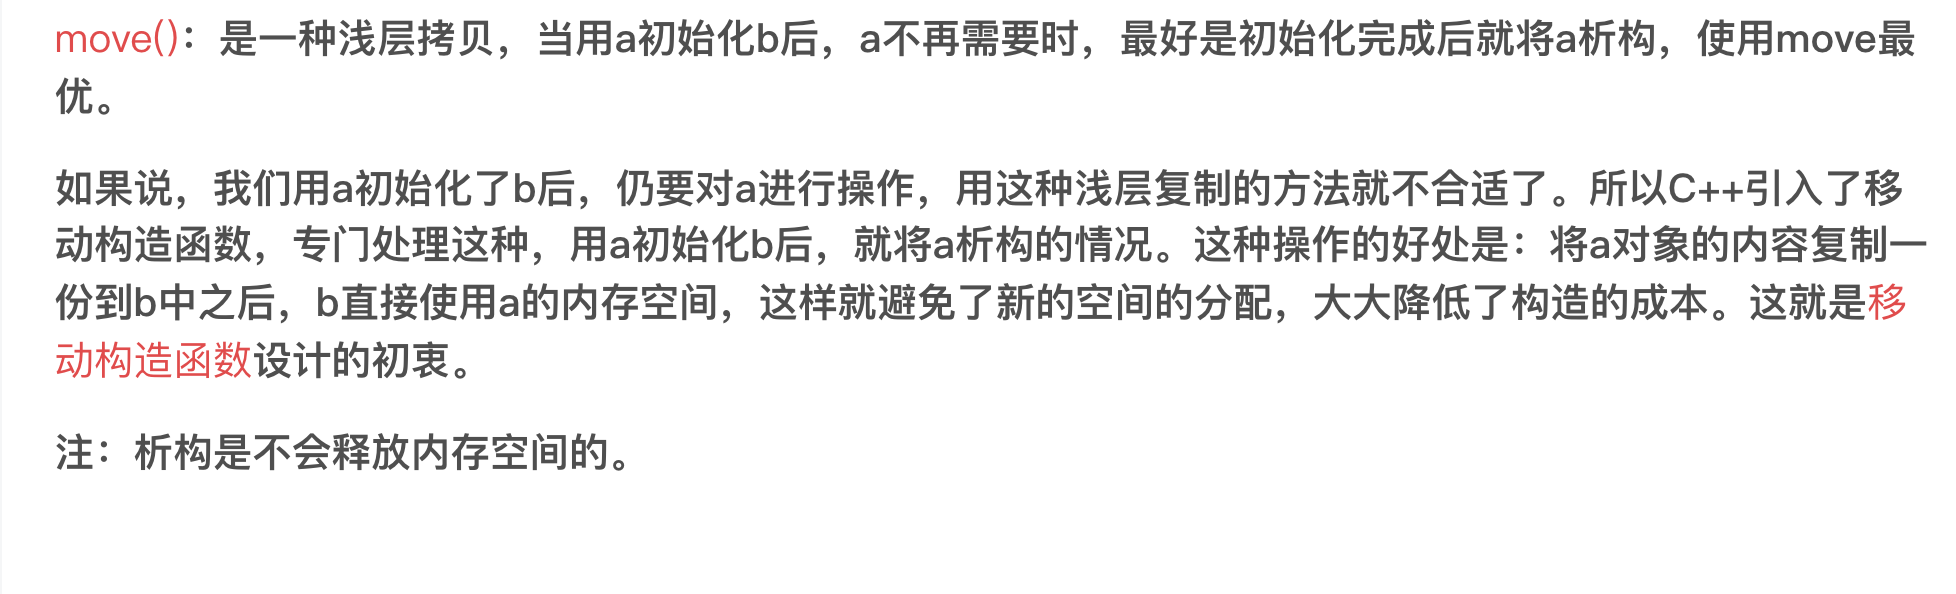 move()：是一种浅层拷贝，当用a初始化b后，a不再需要时，最好是初始化完成后就将a析构，使用move最
优。
如果说，我们用a初始化了b后，仍要对a进行操作，用这种浅层复制的方法就不合适了。所以C++引入了移
动构造函数，专门处理这种，用a初始化b后，就将a析构的情况。这种操作的好处是：将a对象的内容复制一
份到b中之后，b直接使用a的内存空间，这样就避免了新的空间的分配，大大降低了构造的成本。这就是移
动构造函数设计的初衷。
注：析构是不会释放内存空间的。